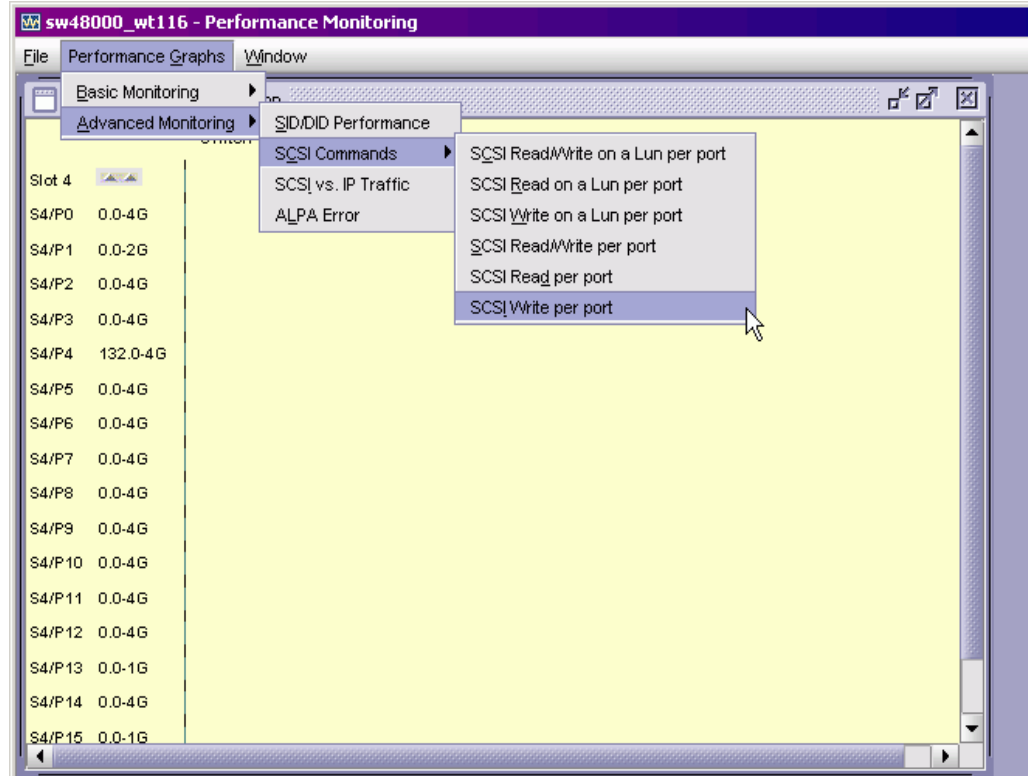 sw48000_wt116 - Performance Monitoring
File Performance Graphs Window
Basic Monitoring
Advanced Monitoring
SID/DID Performance
SCSI Commands
SCSI vs. IP Traffic
ALPA Error
SCSI Read/Write on a Lun per port
SCSI Read on a Lun per port
SCSI Write on a Lun per port
SCSI Read/Write per port
SCSI Read per port
SCSI Write per port
Slot 4
S4/P0 0.0-4G
S4/P1 0.0-2G
S4/P2 0.0-4G
S4/P3 0.0-4G
S4/P4 132.0-4G
S4/P5 0.0-4G
S4/P6 0.0-4G
S4/P7 0.0-4G
S4/P8 0.0-4G
S4/P9 0.0-4G
S4/P10 0.0-4G
S4/P11 0.0-4G
S4/P12 0.0-4G
S4/P13 0.0-1G
S4/P14 0.0-4G
S4/P15 0.0-1G